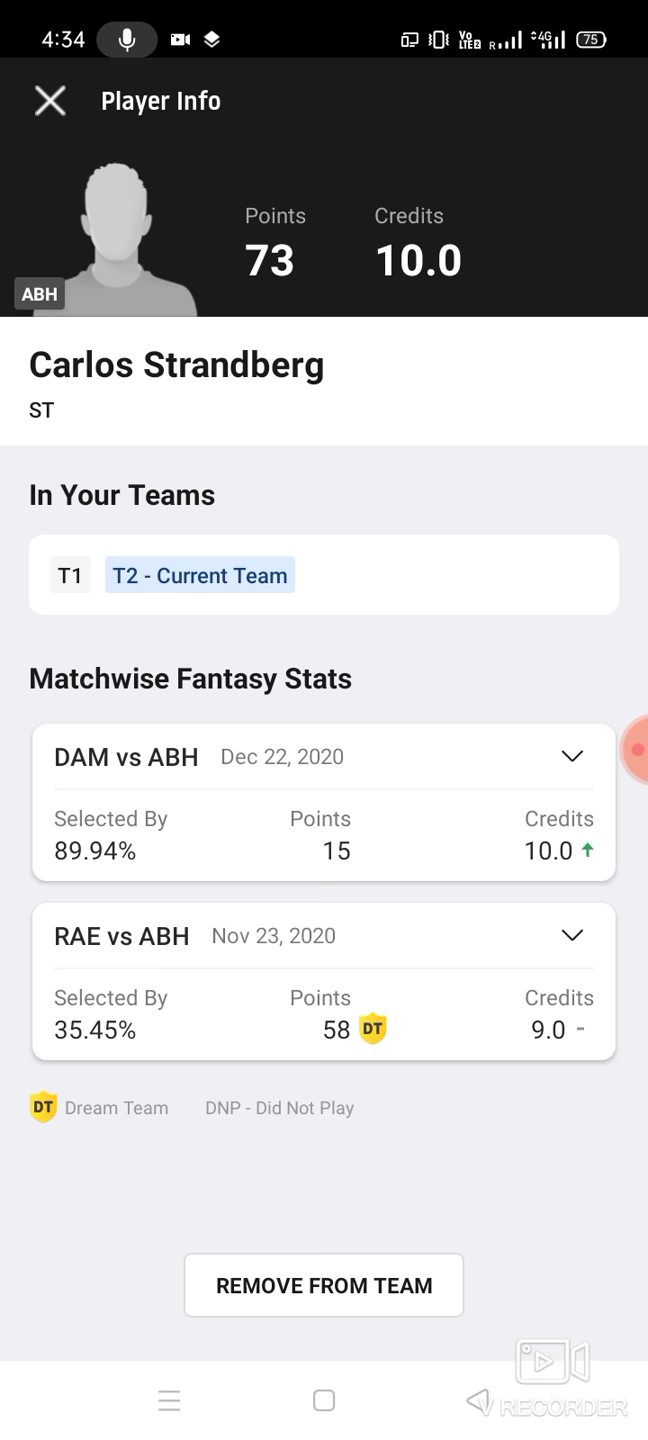 4:34
Vo
LTE2
R
4G
75
Player Info
Points
Credits
73
10.0
ABH
Carlos Strandberg
ST
In Your Teams
T1
T2 - Current Team
Matchwise Fantasy Stats
DAM vs ABH Dec 22, 2020
Selected By Points Credits
89.94% 15 10.0
RAE vs ABH Nov 23, 2020
Selected By Points Credits
35.45% 58 DT 9.0 -
DT Dream Team DNP - Did Not Play
REMOVE FROM TEAM
V RECORDER